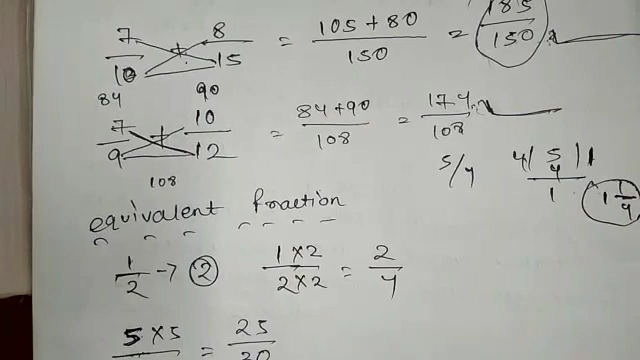 7/10 + 8/15 = (105 + 80)/150 = 185/150
84 90
7/9 + 10/12 = (84 + 90)/108 = 174/108
108
5/4 4 | 5 | 1
4
1
1 1/4
equivalent fraction
1/2 → 2 (1 × 2)/(2 × 2) = 2/4
5 × 5 = 25/30